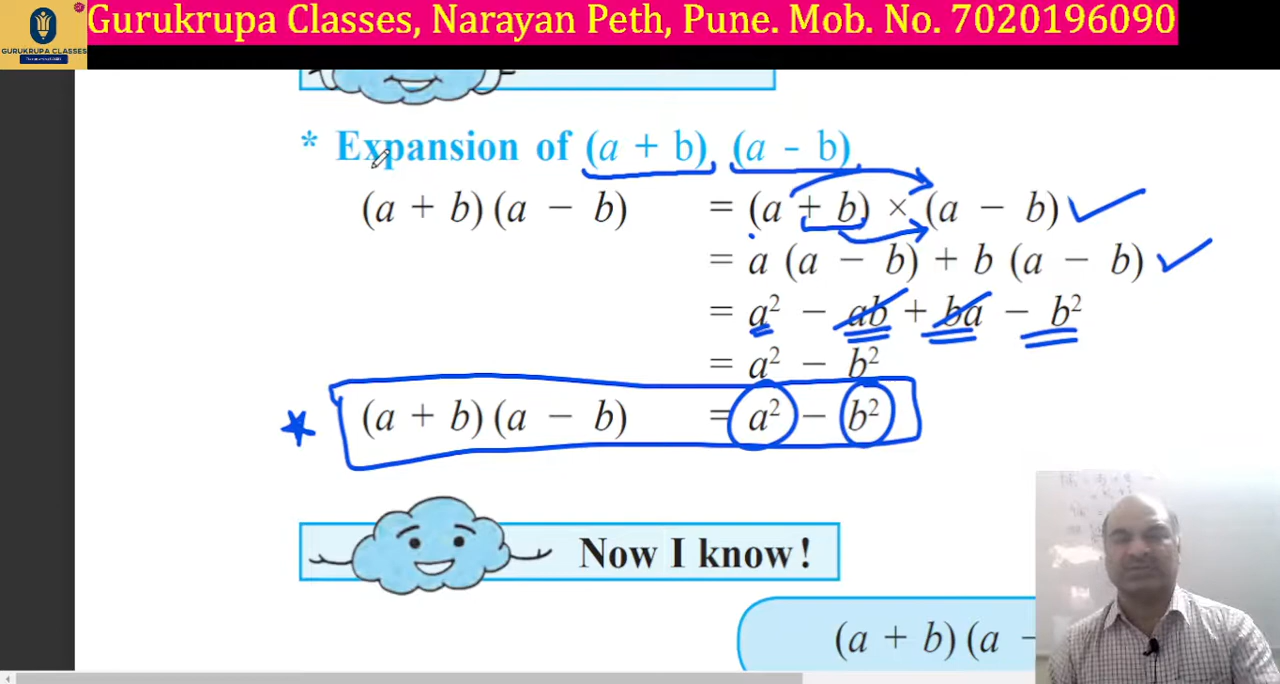 Gurukrupa Classes, Narayan Peth, Pune. Mob. No. 7020196090
GURUKRUPA CLASSES
* Expansion of (a + b) (a - b)
(a + b) (a − b) = (a + b) × (a − b)
= a (a − b) + b (a − b)
= a² − ab + ba − b²
= a² − b²
(a + b) (a − b) = a² − b²
Now I know!
(a + b) (a −